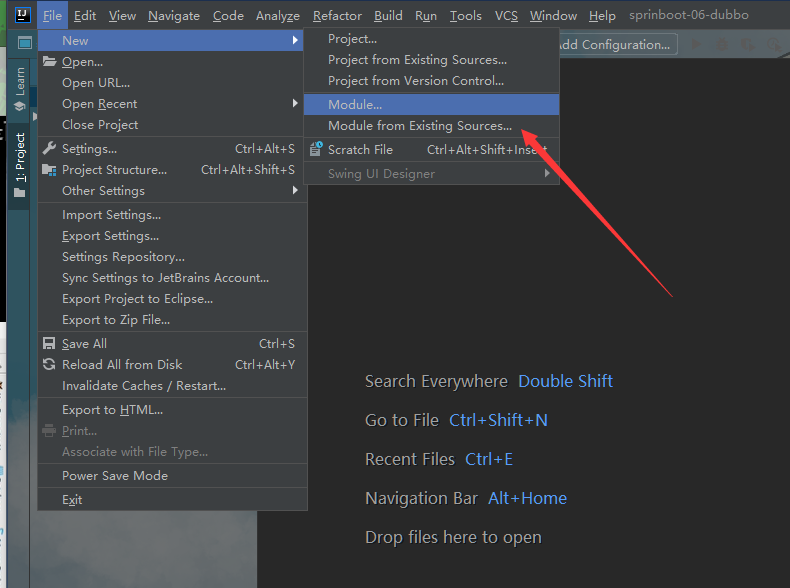 IJ File Edit View Navigate Code Analyze Refactor Build Run Tools VCS Window Help sprinboot-06-dubbo
New
Open...
Open URL...
Open Recent
Close Project
Settings... Ctrl+Alt+S
Project Structure... Ctrl+Alt+Shift+S
Other Settings
Import Settings...
Export Settings...
Settings Repository...
Sync Settings to JetBrains Account...
Export Project to Eclipse...
Export to Zip File...
Save All Ctrl+S
Reload All from Disk Ctrl+Alt+Y
Invalidate Caches / Restart...
Export to HTML...
Print...
Associate with File Type...
Power Save Mode
Exit
Project...
Project from Existing Sources...
Project from Version Control...
Module...
Module from Existing Sources...
Scratch File Ctrl+Alt+Shift+Insert
Swing UI Designer
dd Configuration...
Learn
1: Project
Search Everywhere Double Shift
Go to File Ctrl+Shift+N
Recent Files Ctrl+E
Navigation Bar Alt+Home
Drop files here to open